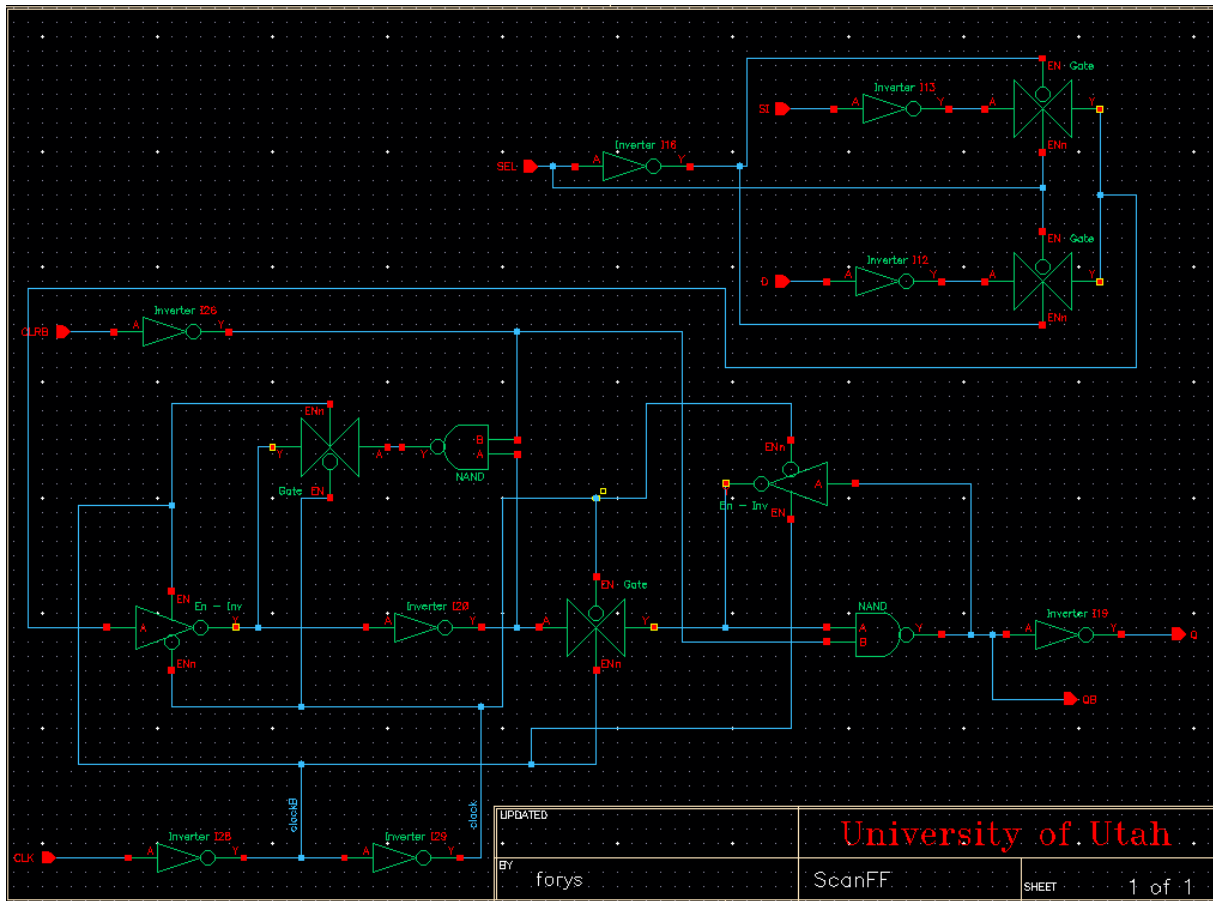 EN Gate
Inverter I13
SI A Y A Y
Inverter I16
ENn
SEL A Y
EN Gate
Inverter I12
D A Y A Y
Inverter I26
CLRB A Y
ENn
ENn
B
Y A Y A
NAND
Gate EN
Y A
En - Inv
EN
EN En - Inv
EN Gate
Inverter I20
NAND
Inverter I19
A Y A Y A Y A Y A Y Q
B
ENn
ENn
QB
clockB
clock
Inverter I28
Inverter I29
CLK A Y A Y
UPDATED
University of Utah
BY
forys
ScanFF
SHEET 1 of 1